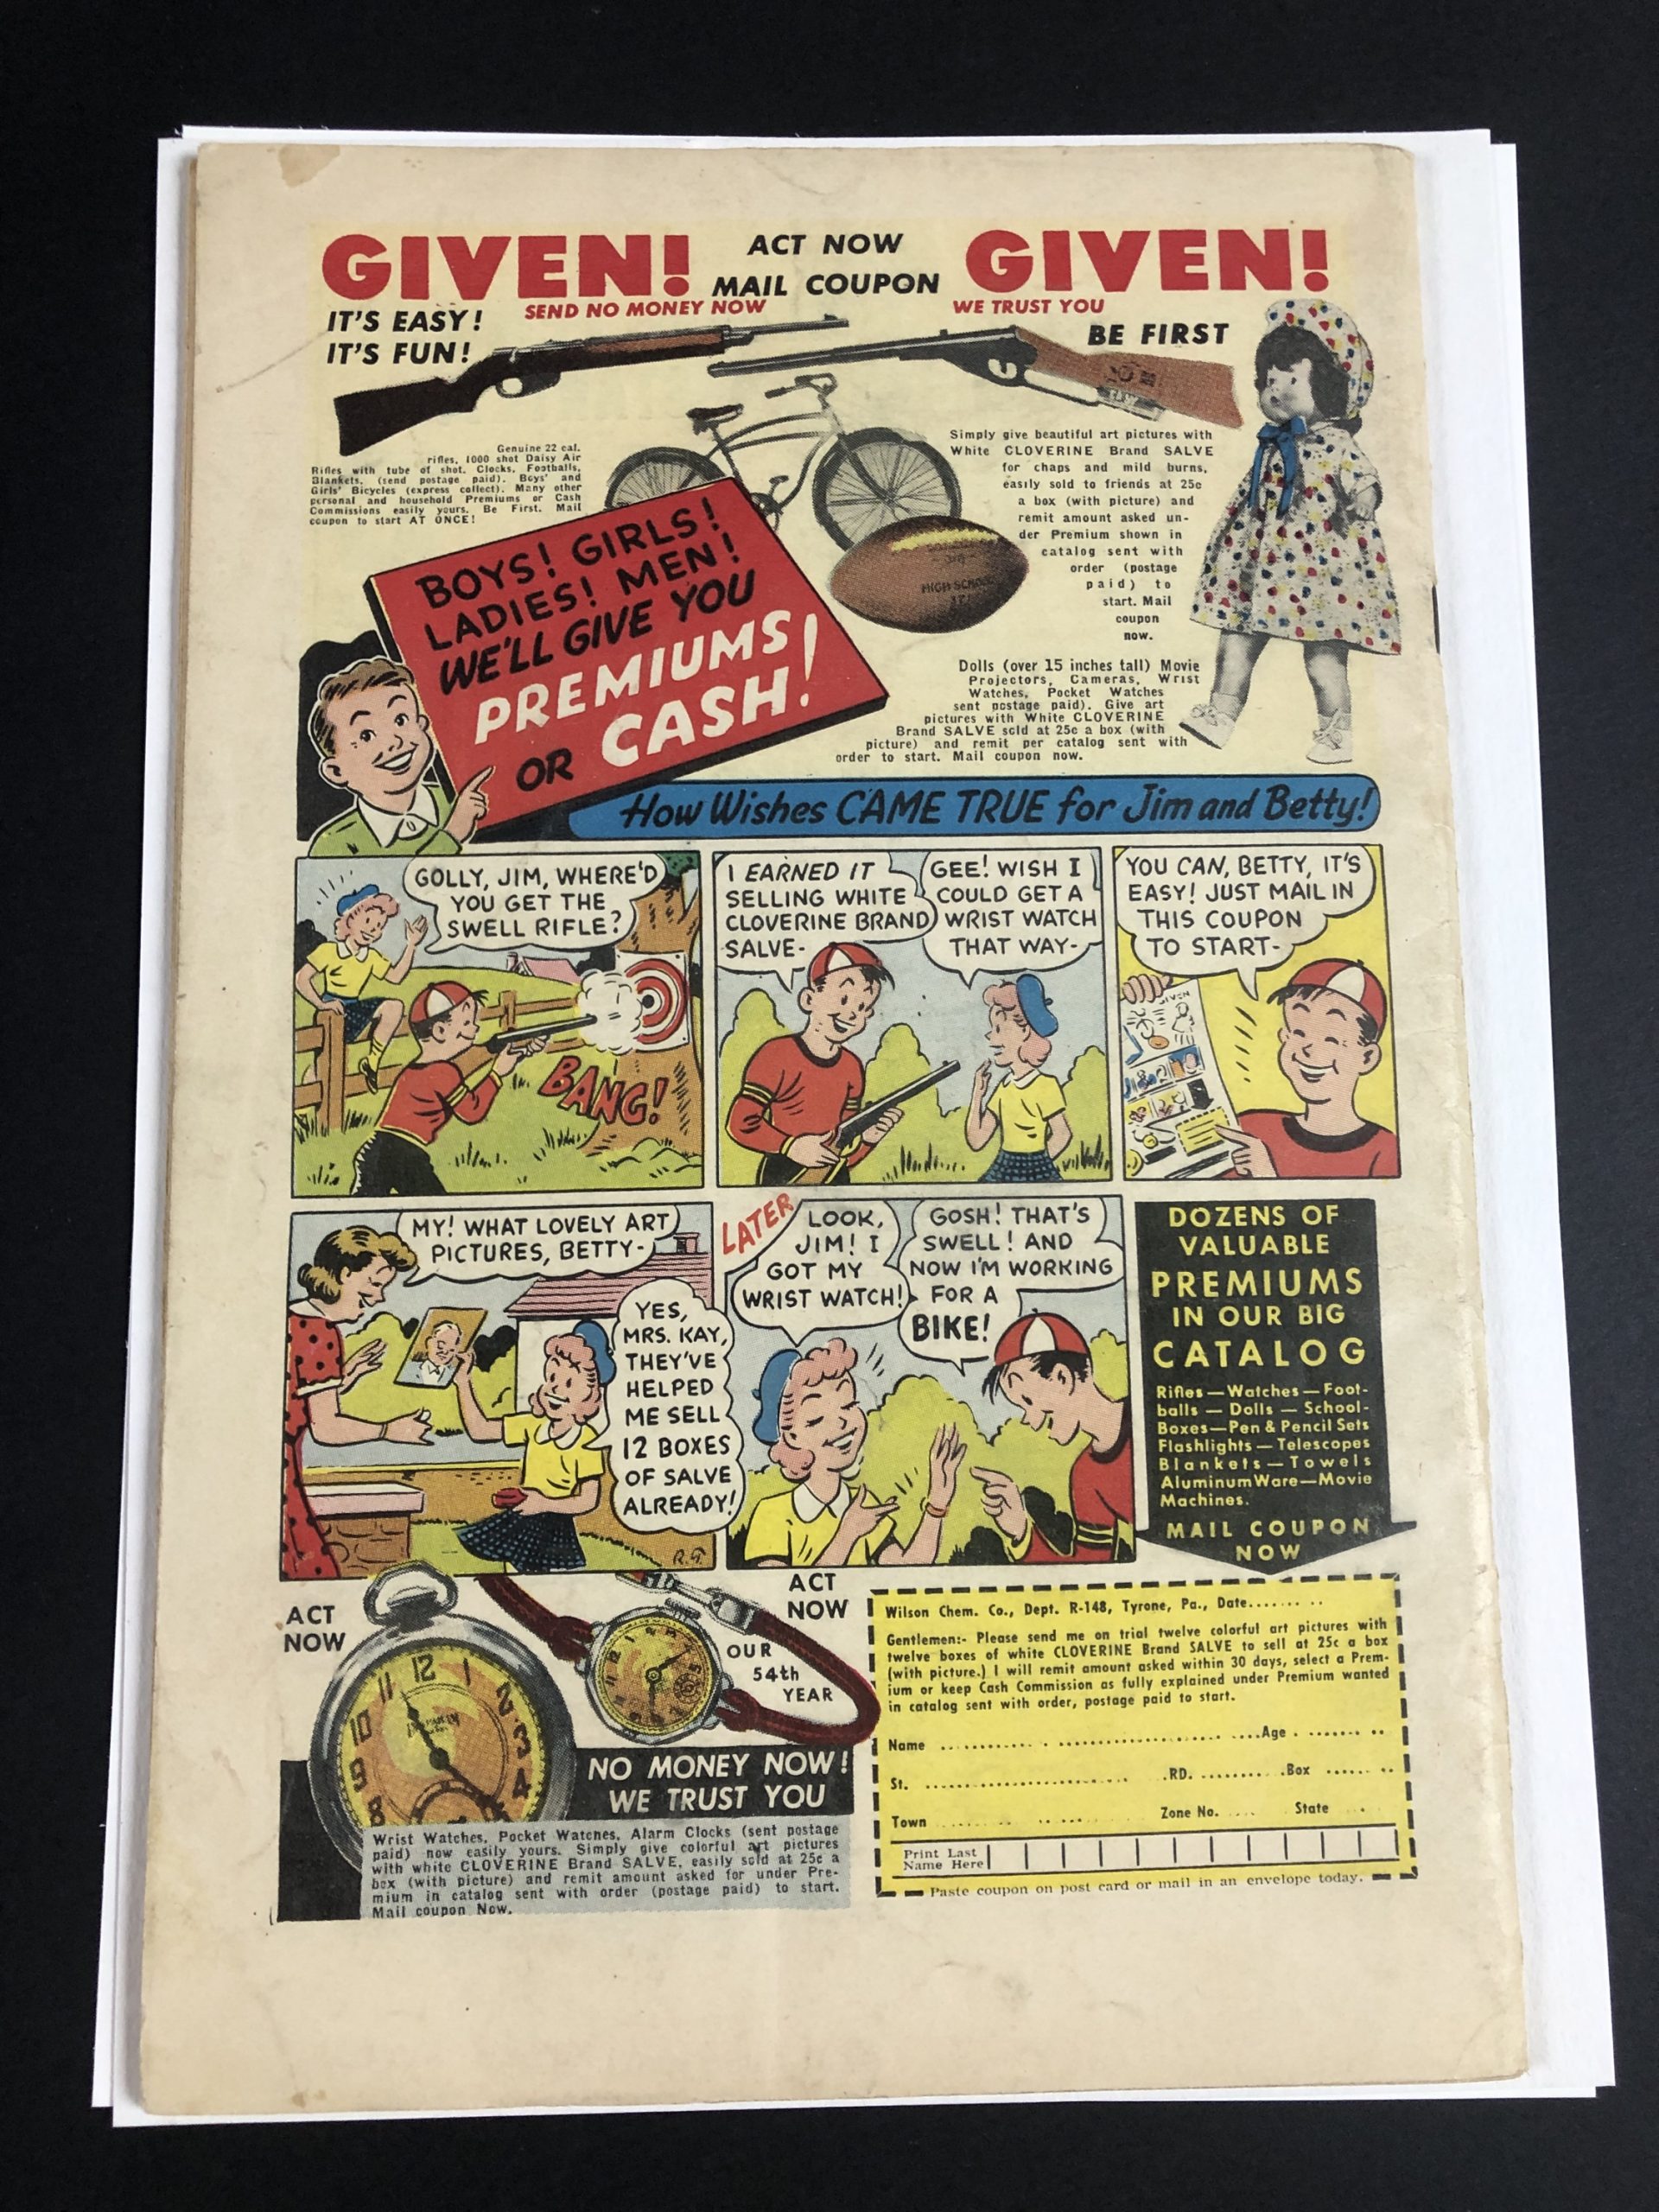 GIVEN!
ACT NOW
MAIL COUPON
GIVEN!
SEND NO MONEY NOW
WE TRUST YOU
IT'S EASY!
IT'S FUN!
BE FIRST
Genuine 22 cal.
rifles, 1000 shot Daisy Air
Rifles with tube of shot. Clocks, Footballs,
Blankets, (send postage paid). Boys' and
Girls' Bicycles (express collect). Many other
personal and household Premiums or Cash
Commissions easily yours. Be First. Mail
coupon to start AT ONCE!
Simply give beautiful art pictures with
White CLOVERINE Brand SALVE
for chaps and mild burns,
easily sold to friends at 25c
a box (with picture) and
remit amount asked un-
der Premium shown in
catalog sent with
order (postage
paid) to
start. Mail
coupon
now.
HIGH SCHOOL
BOYS! GIRLS!
LADIES! MEN!
WE'LL GIVE YOU
PREMIUMS
OR CASH!
Dolls (over 15 inches tall) Movie
Projectors, Cameras, Wrist
Watches, Pocket Watches
sent postage paid). Give art
pictures with White CLOVERINE
Brand SALVE sold at 25c a box (with
picture) and remit per catalog sent with
order to start. Mail coupon now.
How Wishes CAME TRUE for Jim and Betty!
GOLLY, JIM, WHERE'D
YOU GET THE
SWELL RIFLE?
BANG!
I EARNED IT
SELLING WHITE
CLOVERINE BRAND
SALVE-
GEE! WISH I
COULD GET A
WRIST WATCH
THAT WAY-
YOU CAN, BETTY, IT'S
EASY! JUST MAIL IN
THIS COUPON
TO START-
GIVEN
MY! WHAT LOVELY ART
PICTURES, BETTY-
YES,
MRS. KAY,
THEY'VE
HELPED
ME SELL
12 BOXES
OF SALVE
ALREADY!
R.G.
LATER
LOOK,
JIM! I
GOT MY
WRIST WATCH!
GOSH! THAT'S
SWELL! AND
NOW I'M WORKING
FOR A
BIKE!
DOZENS OF
VALUABLE
PREMIUMS
IN OUR BIG
CATALOG
Rifles — Watches — Foot-
balls — Dolls — School-
Boxes—Pen & Pencil Sets
Flashlights — Telescopes
Blankets — Towels
AluminumWare—Movie
Machines.
MAIL COUPON
NOW
ACT
NOW
ACT
NOW
OUR
54th
YEAR
11 12 2
10 3
9 4
8
NO MONEY NOW!
WE TRUST YOU
Wrist Watches, Pocket Watches, Alarm Clocks (sent postage
paid) now easily yours. Simply give colorful art pictures
with white CLOVERINE Brand SALVE, easily sold at 25c a
box (with picture) and remit amount asked for under Pre-
mium in catalog sent with order (postage paid) to start.
Mail coupon Now.
Wilson Chem. Co., Dept. R-148, Tyrone, Pa., Date.........
Gentlemen:- Please send me on trial twelve colorful art pictures with
twelve boxes of white CLOVERINE Brand SALVE to sell at 25c a box
(with picture.) I will remit amount asked within 30 days, select a Prem-
ium or keep Cash Commission as fully explained under Premium wanted
in catalog sent with order, postage paid to start.
Name ........................................ Age ..........
St. .............................. RD. .......... Box .........
Town .................... Zone No. ..... State ....
Print Last
Name Here
Paste coupon on post card or mail in an envelope today.